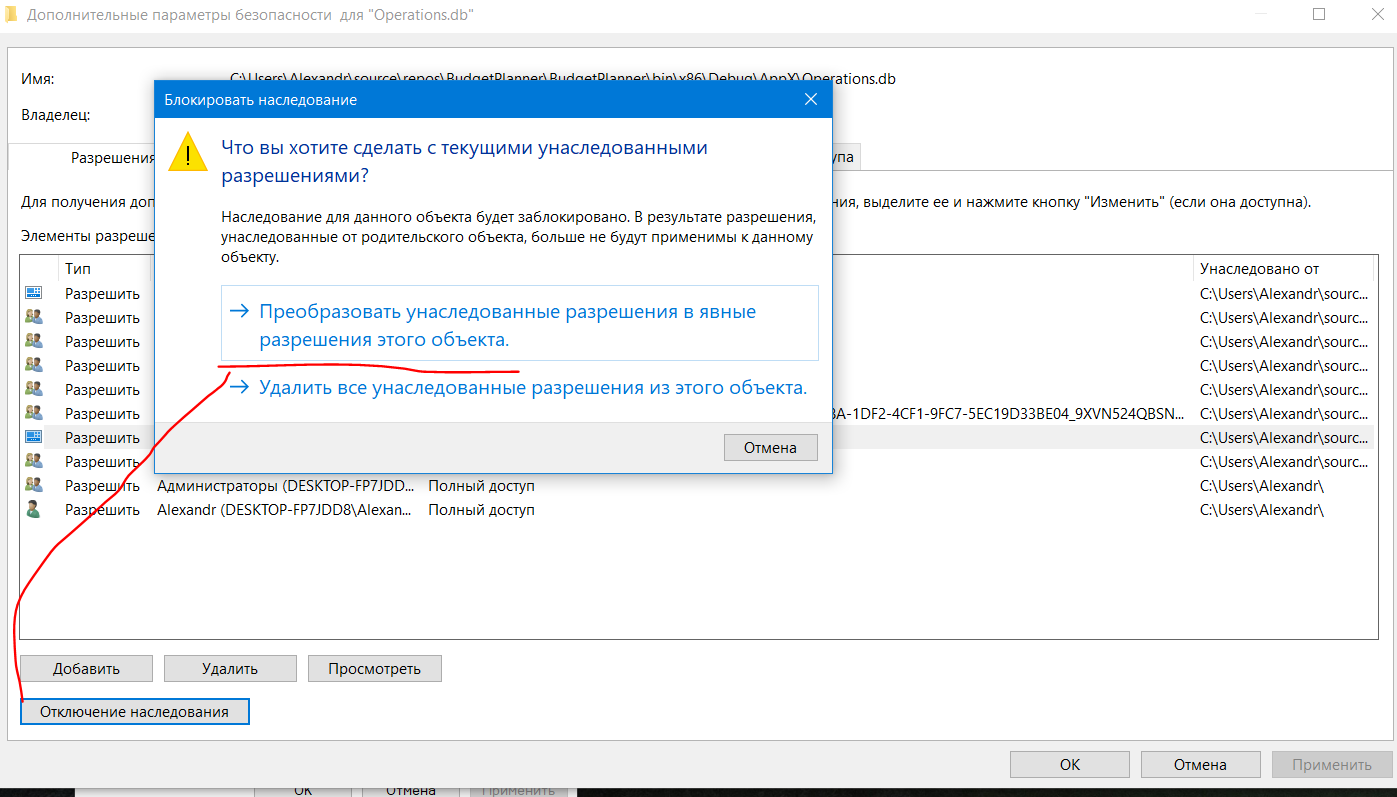 Дополнительные параметры безопасности для "Operations.db"
Имя:
C:\Users\Alexandr\source\repos\BudgetPlanner\BudgetPlanner\bin\x86\Debug\AppX\Operations.db
Блокировать наследование
Владелец:
Что вы хотите сделать с текущими унаследованными
разрешениями?
Разрешения
упа
Для получения доп
ния, выделите ее и нажмите кнопку "Изменить" (если она доступна).
Наследование для данного объекта будет заблокировано. В результате разрешения,
унаследованные от родительского объекта, больше не будут применимы к данному
объекту.
Элементы разреше
Тип
Унаследовано от
Разрешить C:\Users\Alexandr\sourc...
Разрешить C:\Users\Alexandr\sourc...
Разрешить C:\Users\Alexandr\sourc...
Разрешить C:\Users\Alexandr\sourc...
Разрешить C:\Users\Alexandr\sourc...
Разрешить 3A-1DF2-4CF1-9FC7-5EC19D33BE04_9XVN524QBSN... C:\Users\Alexandr\sourc...
Разрешить C:\Users\Alexandr\sourc...
Разрешить C:\Users\Alexandr\sourc...
Разрешить Администраторы (DESKTOP-FP7JDD... Полный доступ C:\Users\Alexandr\
Разрешить Alexandr (DESKTOP-FP7JDD8\Alexan... Полный доступ C:\Users\Alexandr\
Преобразовать унаследованные разрешения в явные
разрешения этого объекта.
Удалить все унаследованные разрешения из этого объекта.
Отмена
Добавить Удалить Просмотреть
Отключение наследования
ОК Отмена Применить
ОК Отмена Применить